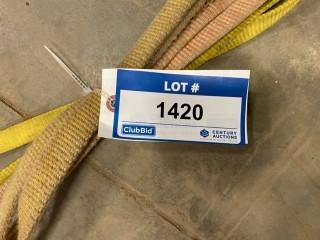 LOT #
1420
ClubBid
CENTURY
AUCTIONS